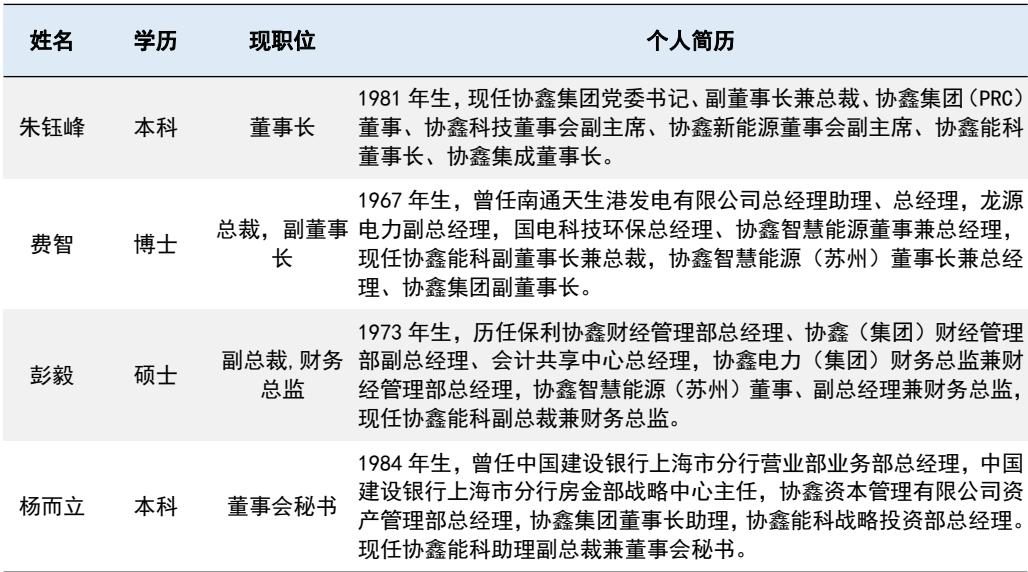 姓名 学历 现职位 个人简历
1981 年生，现任协鑫集团党委书记、副董事长兼总裁、协鑫集团（PRC）
朱钰峰 本科 董事长 董事、协鑫科技董事会副主席、协鑫新能源董事会副主席、协鑫能科
董事长、协鑫集成董事长。
1967 年生，曾任南通天生港发电有限公司总经理助理、总经理，龙源
费智 博士 总裁，副董事长 电力副总经理，国电科技环保总经理、协鑫智慧能源董事兼总经理，
现任协鑫能科副董事长兼总裁，协鑫智慧能源（苏州）董事长兼总经
理、协鑫集团副董事长。
1973 年生，历任保利协鑫财经管理部总经理、协鑫（集团）财经管理
彭毅 硕士 副总裁,财务总监 部副总经理、会计共享中心总经理，协鑫电力（集团）财务总监兼财
经管理部总经理，协鑫智慧能源（苏州）董事、副总经理兼财务总监，
现任协鑫能科副总裁兼财务总监。
1984 年生，曾任中国建设银行上海市分行营业部业务部总经理，中国
杨而立 本科 董事会秘书 建设银行上海市分行房金部战略中心主任，协鑫资本管理有限公司资
产管理部总经理，协鑫集团董事长助理，协鑫能科战略投资部总经理。
现任协鑫能科助理副总裁兼董事会秘书。